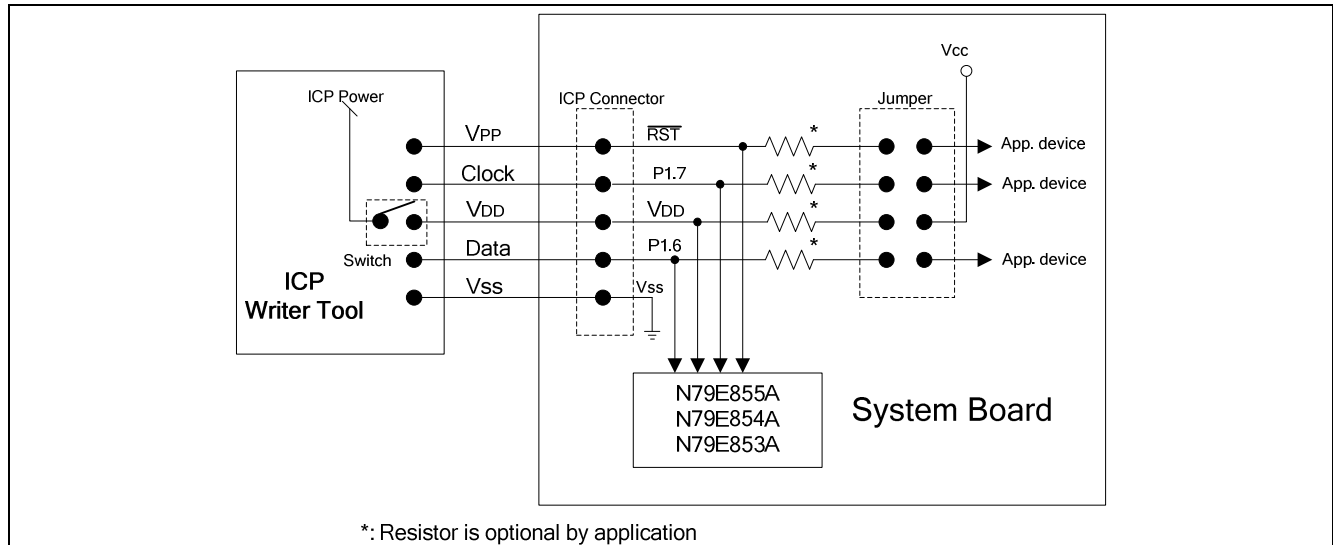 Vcc
ICP Power
ICP Connector
Jumper
VPP
RST
*
App. device
Clock
P1.7
*
App. device
VDD
VDD
*
Switch
Data
P1.6
*
App. device
Vss
Vss
ICP
Writer Tool
N79E855A
N79E854A
N79E853A
System Board
*: Resistor is optional by application